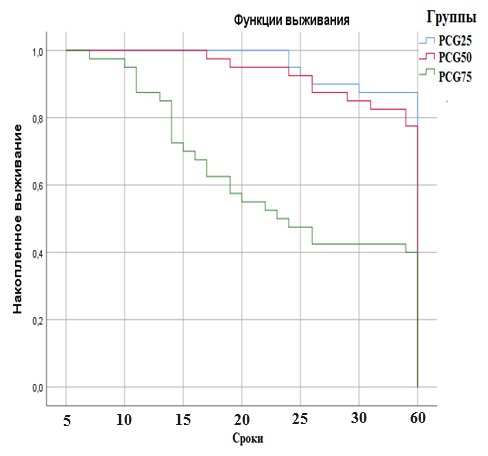 Функции выживания
Группы
PCG25
PCG50
PCG75
Накопленное выживание
1,0
0,8
0,6
0,4
0,2
0,0
5 10 15 20 25 30 60
Сроки